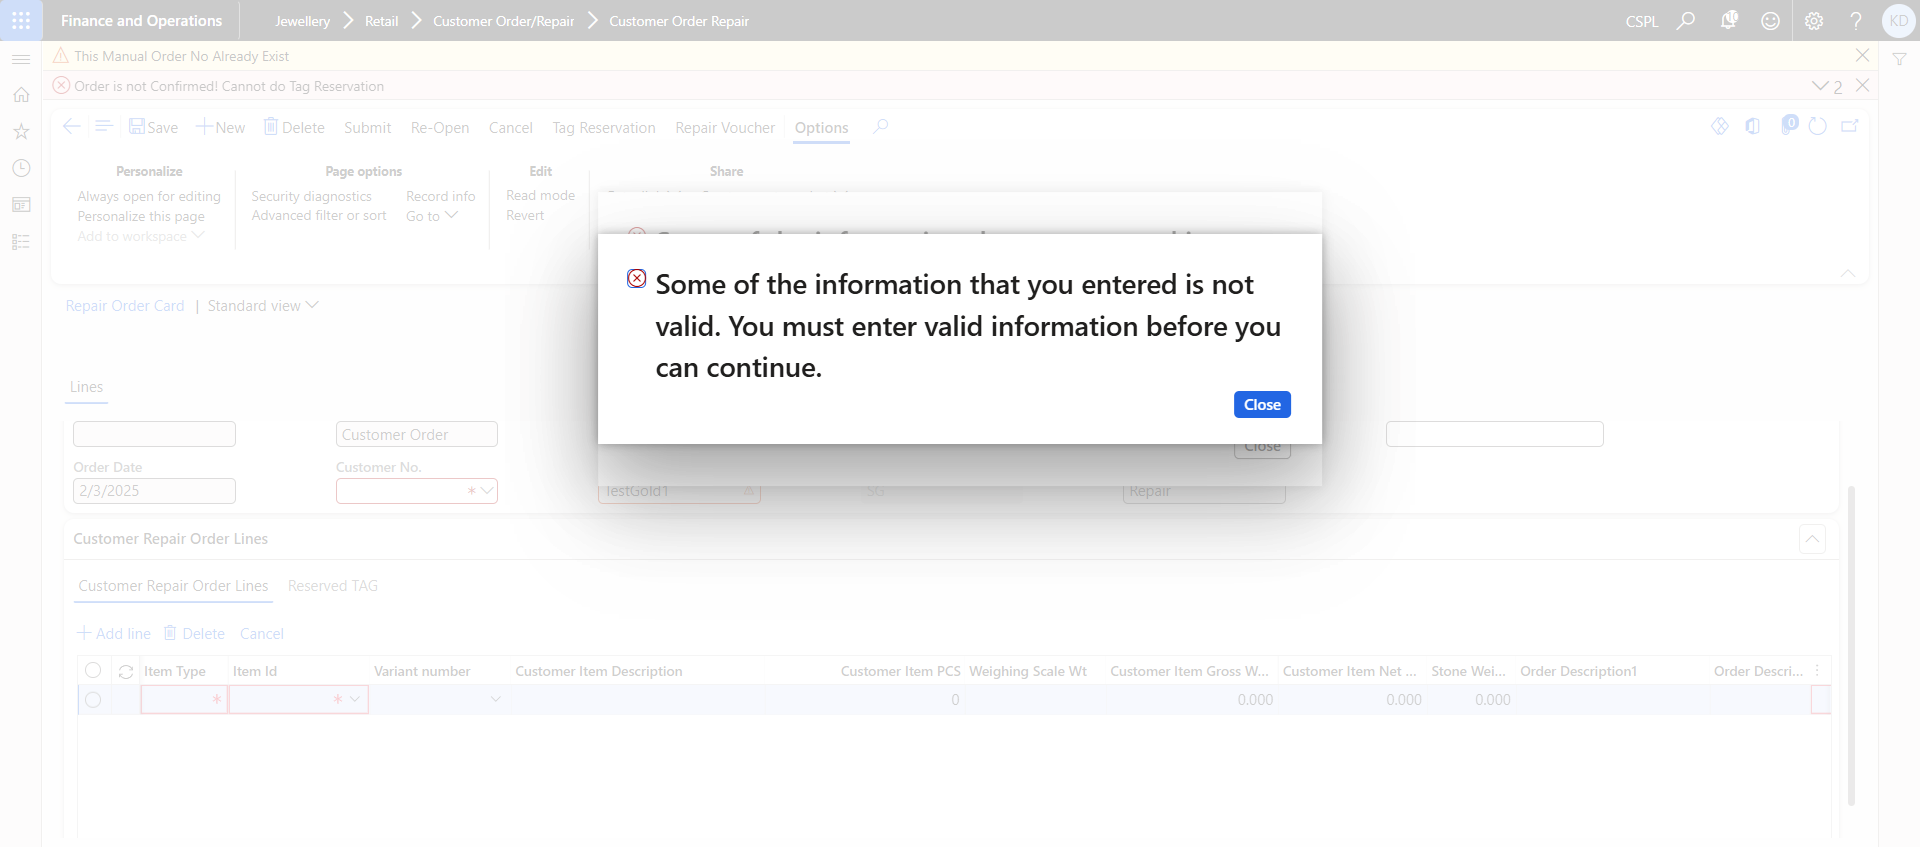 Finance and Operations
Jewellery Retail Customer Order/Repair Customer Order Repair
CSPL
10
? KD
This Manual Order No Already Exist
Order is not Confirmed! Cannot do Tag Reservation
2
Save New Delete Submit Re-Open Cancel Tag Reservation Repair Voucher Options
0
Personalize Page options Edit Share
Always open for editing Security diagnostics Record info Read mode
Personalize this page Advanced filter or sort Go to Revert
Add to workspace
Some of the information that you entered is not
valid. You must enter valid information before you
can continue.
Close
Close
Repair Order Card | Standard view
Lines
Customer Order
Order Date Customer No.
2/3/2025 * TestGold1 SG Repair
Customer Repair Order Lines
Customer Repair Order Lines Reserved TAG
Add line Delete Cancel
Item Type Item Id Variant number Customer Item Description Customer Item PCS Weighing Scale Wt Customer Item Gross W... Customer Item Net ... Stone Wei... Order Description1 Order Descri...
* * 0 0.000 0.000 0.000